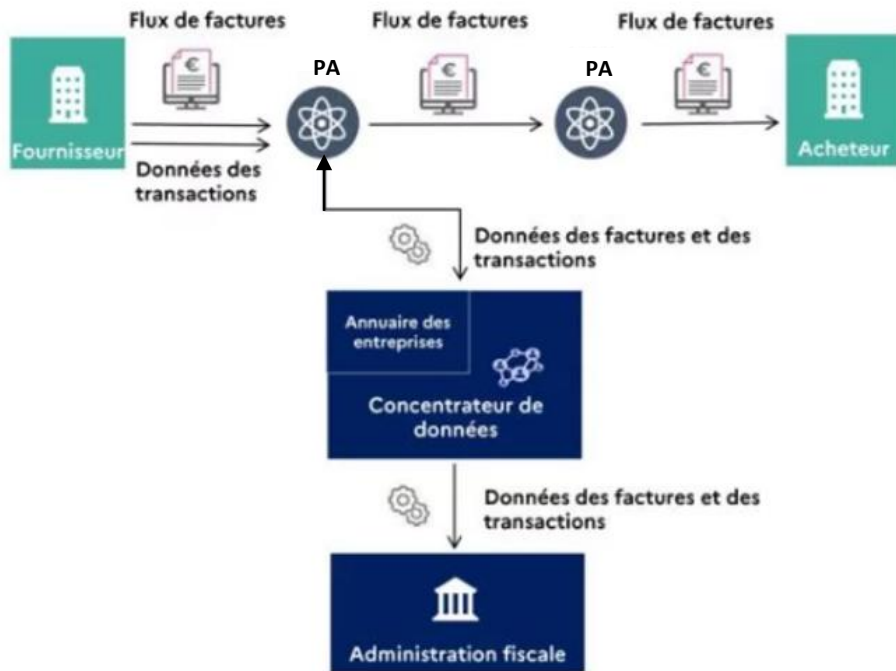 Flux de factures
Flux de factures
Flux de factures
PA
PA
€
€
€
Fournisseur
Acheteur
Données des
transactions
Données des factures et des
transactions
Annuaire des
entreprises
Concentrateur de
données
Données des factures et des
transactions
Administration fiscale